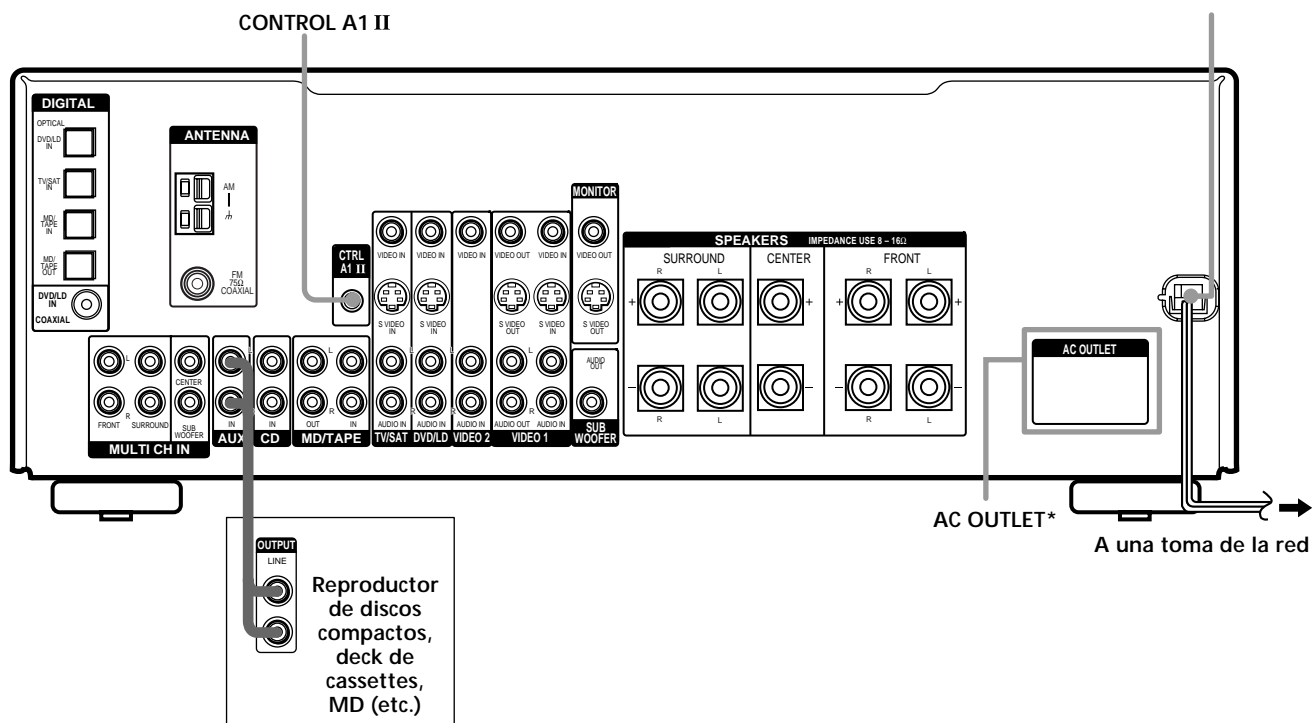 CONTROL A1 II
DIGITAL
OPTICAL
DVD/LD
IN
TV/SAT
IN
MD/
TAPE
IN
MD/
TAPE
OUT
DVD/LD
IN
COAXIAL
ANTENNA
AM
FM
75Ω
COAXIAL
CTRL
A1 II
MONITOR
VIDEO IN
VIDEO IN
VIDEO IN
VIDEO OUT
VIDEO IN
VIDEO OUT
S VIDEO
IN
S VIDEO
IN
S VIDEO
OUT
S VIDEO
IN
S VIDEO
OUT
SPEAKERS IMPEDANCE USE 8 – 16Ω
SURROUND CENTER FRONT
R L R L
+ + + +
– – – –
R L R L
AC OUTLET
L CENTER L L L L
AUDIO
OUT
R R R R R
FRONT SURROUND
SUB
WOOFER
IN IN OUT IN
AUDIO IN AUDIO IN AUDIO IN AUDIO OUT AUDIO IN
MULTI CH IN
AUX CD MD/TAPE TV/SAT DVD/LD VIDEO 2 VIDEO 1
SUB
WOOFER
AC OUTLET*
A una toma de la red
OUTPUT
LINE
Reproductor
de discos
compactos,
deck de
cassettes,
MD (etc.)